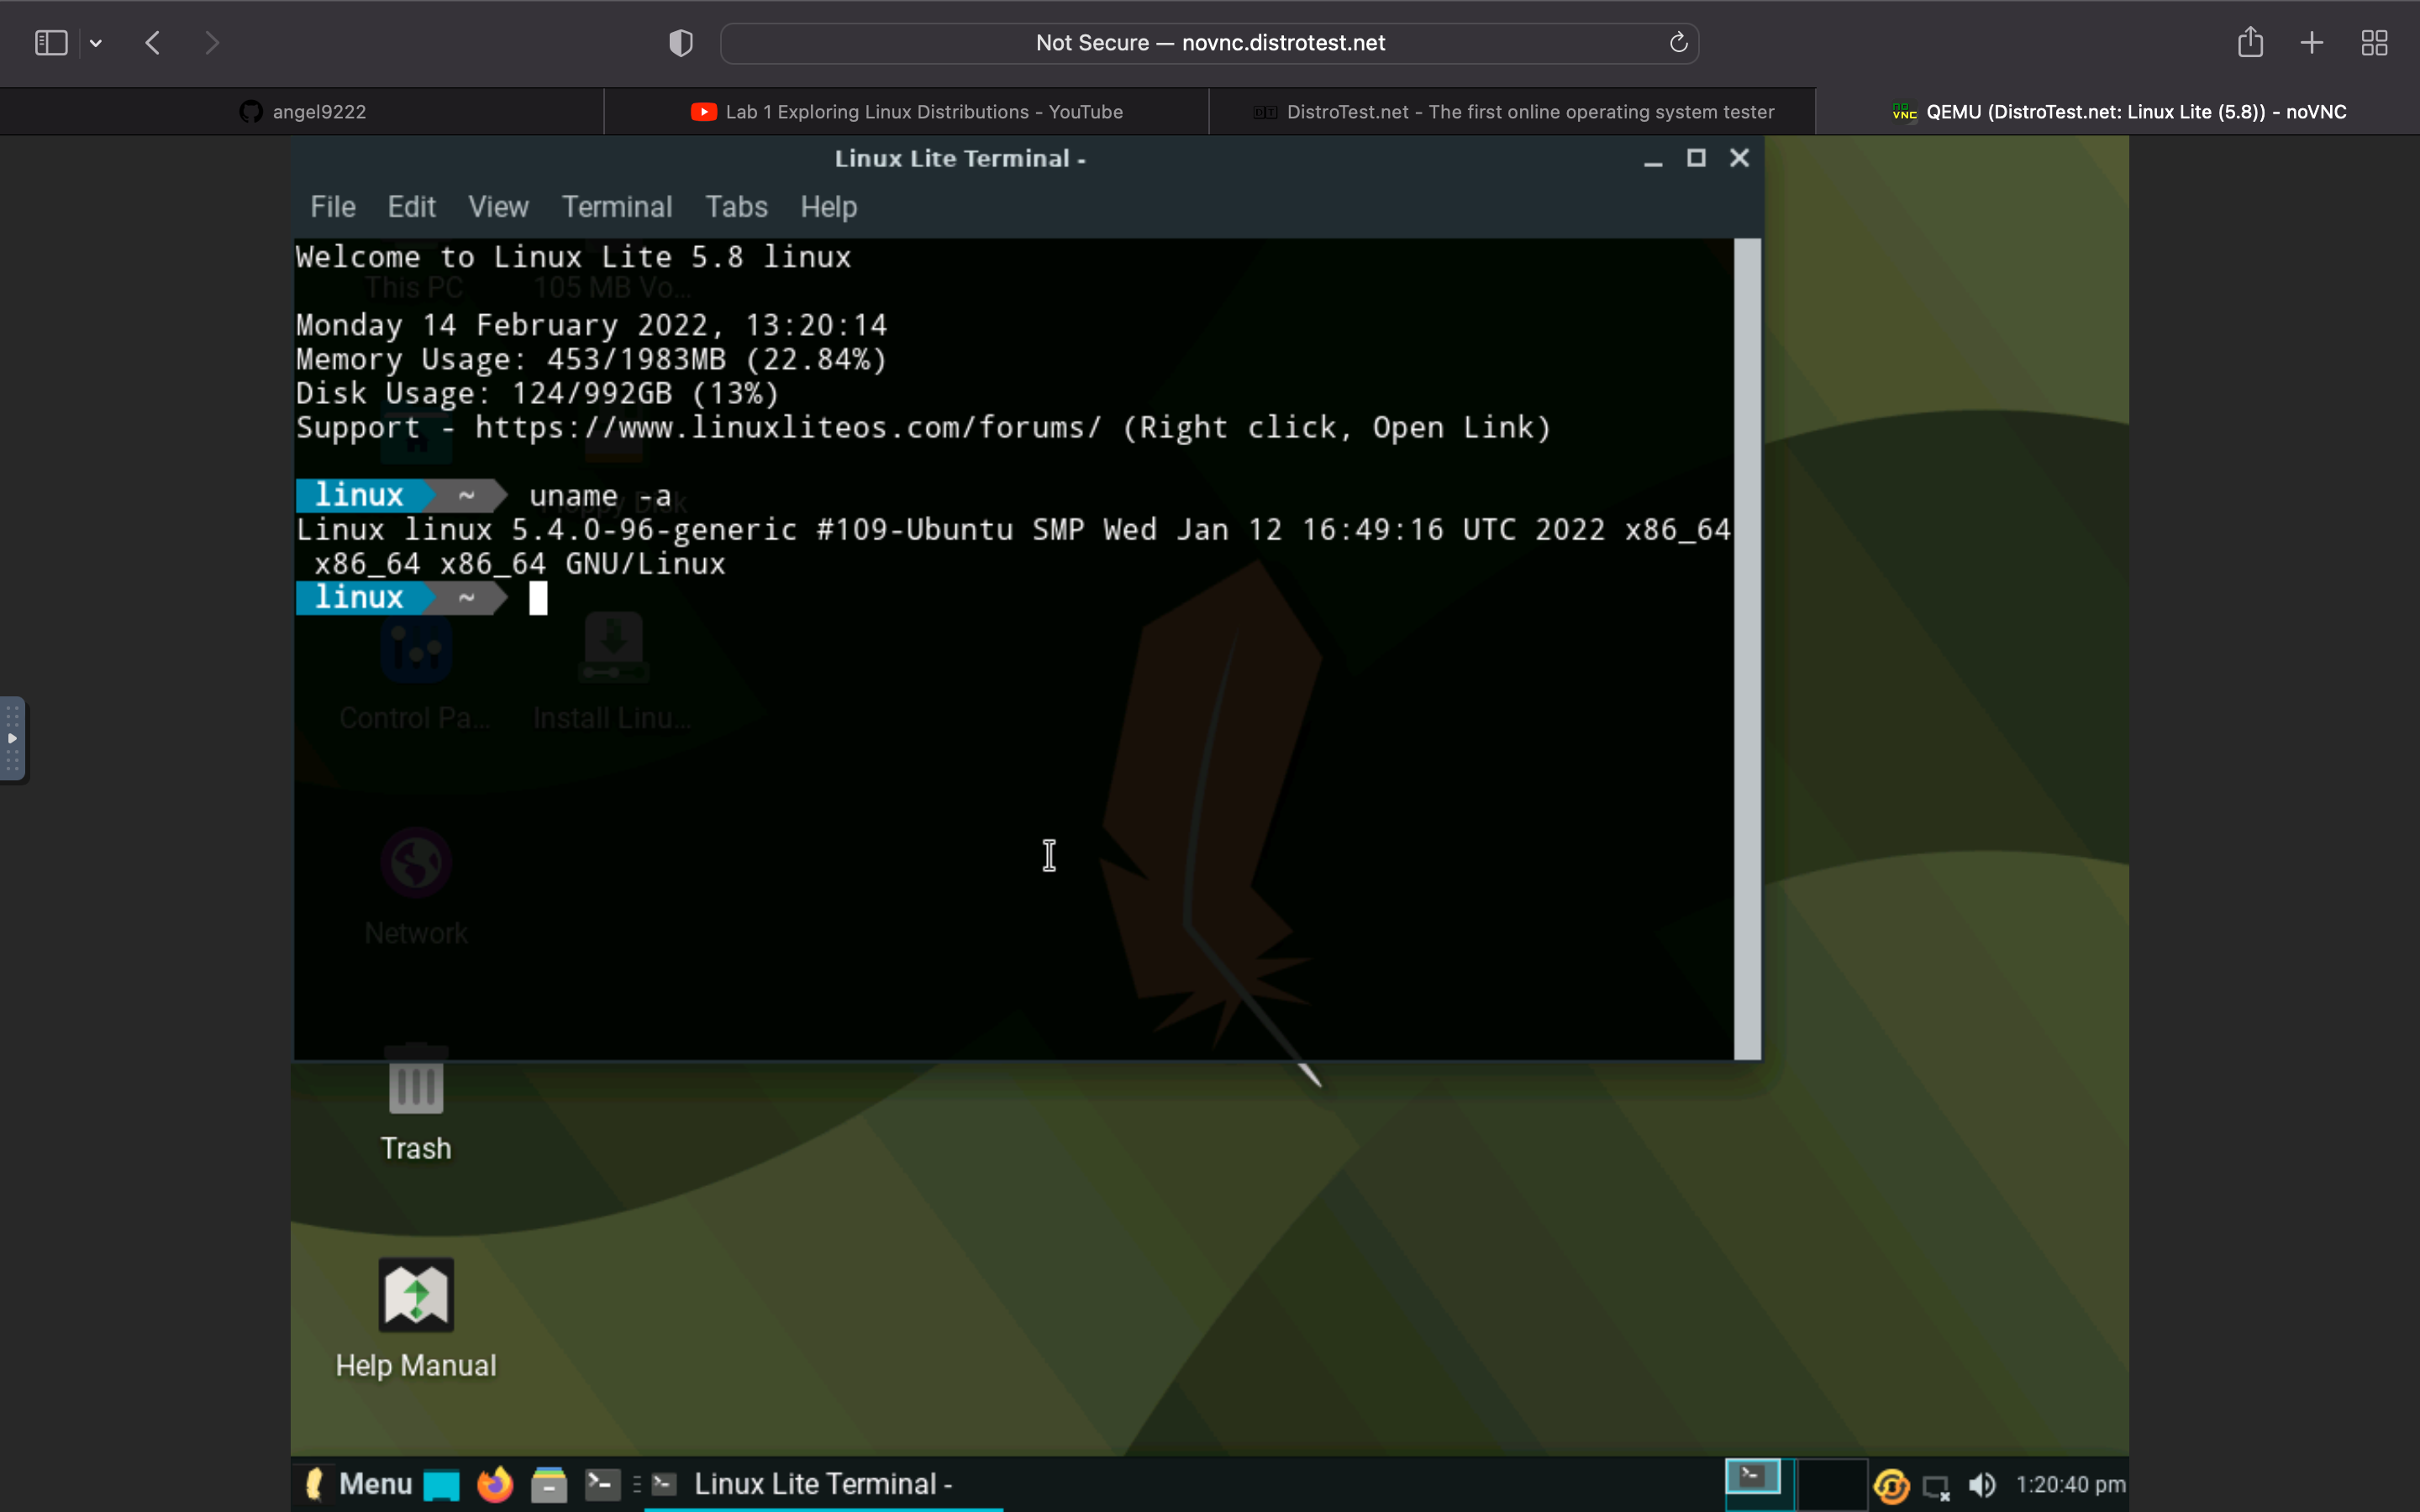 Not Secure — novnc.distrotest.net
angel9222
Lab 1 Exploring Linux Distributions - YouTube
DT
DistroTest.net - The first online operating system tester
no VNC
QEMU (DistroTest.net: Linux Lite (5.8)) - noVNC
Linux Lite Terminal -
File Edit View Terminal Tabs Help
Welcome to Linux Lite 5.8 linux
This PC
105 MB Vo...
Monday 14 February 2022, 13:20:14
Memory Usage: 453/1983MB (22.84%)
Disk Usage: 124/992GB (13%)
Support - https://www.linuxliteos.com/forums/ (Right click, Open Link)
linux ~ uname -a
Linux linux 5.4.0-96-generic #109-Ubuntu SMP Wed Jan 12 16:49:16 UTC 2022 x86_64
x86_64 x86_64 GNU/Linux
linux ~
Control Pa...
Install Linu...
Network
Trash
Help Manual
Menu
Linux Lite Terminal -
1:20:40 pm